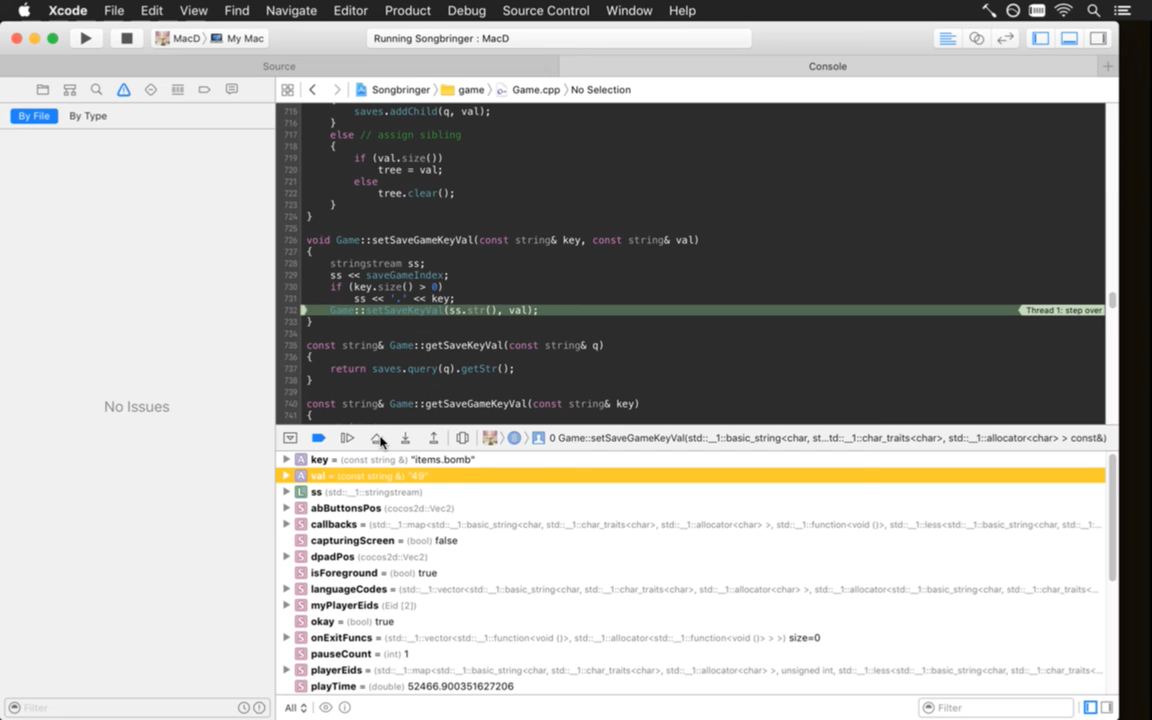 Xcode File Edit View Find Navigate Editor Product Debug Source Control Window Help
MacD 〉 My Mac
Running Songbringer : MacD
Source
Console
Songbringer 〉 game 〉 Game.cpp 〉 No Selection
By File By Type
715 saves.addChild(q, val);
716 }
717 else // assign sibling
718 {
719 if (val.size())
720 tree = val;
721 else
722 tree.clear();
723 }
724 }
725
726 void Game::setSaveGameKeyVal(const string& key, const string& val)
727 {
728 stringstream ss;
729 ss << saveGameIndex;
730 if (key.size() > 0)
731 ss << '.' << key;
732 Game::setSaveKeyVal(ss.str(), val); Thread 1: step over
733 }
734
735 const string& Game::getSaveKeyVal(const string& q)
736 {
737 return saves.query(q).getStr();
738 }
739
740 const string& Game::getSaveGameKeyVal(const string& key)
741 {
No Issues
0 Game::setSaveGameKeyVal(std::__1::basic_string<char, st...td::__1::char_traits<char>, std::__1::allocator<char> > const&)
A key = (const string &) "items.bomb"
A val = (const string &) "49"
L ss (std::__1::stringstream)
S abButtonsPos (cocos2d::Vec2)
S callbacks = (std::__1::map<std::__1::basic_string<char, std::__1::char_traits<char>, std::__1::allocator<char> >, std::__1::function<void ()>, std::__1::less<std::__1::basic_string<char, std::__1:...
S capturingScreen = (bool) false
S dpadPos (cocos2d::Vec2)
S isForeground = (bool) true
S languageCodes = (std::__1::vector<std::__1::basic_string<char, std::__1::char_traits<char>, std::__1::allocator<char> >, std::__1::allocator<std::__1::basic_string<char, std::__1::char_traits<...
S myPlayerEids (Eid [2])
S okay = (bool) true
S onExitFuncs = (std::__1::vector<std::__1::function<void ()>, std::__1::allocator<std::__1::function<void ()> > >) size=0
S pauseCount = (int) 1
S playerEids = (std::__1::map<std::__1::basic_string<char, std::__1::char_traits<char>, std::__1::allocator<char> >, unsigned int, std::__1::less<std::__1::basic_string<char, std::__1::char_traits<...
S playTime = (double) 52466.900351627206
Filter
All
Filter